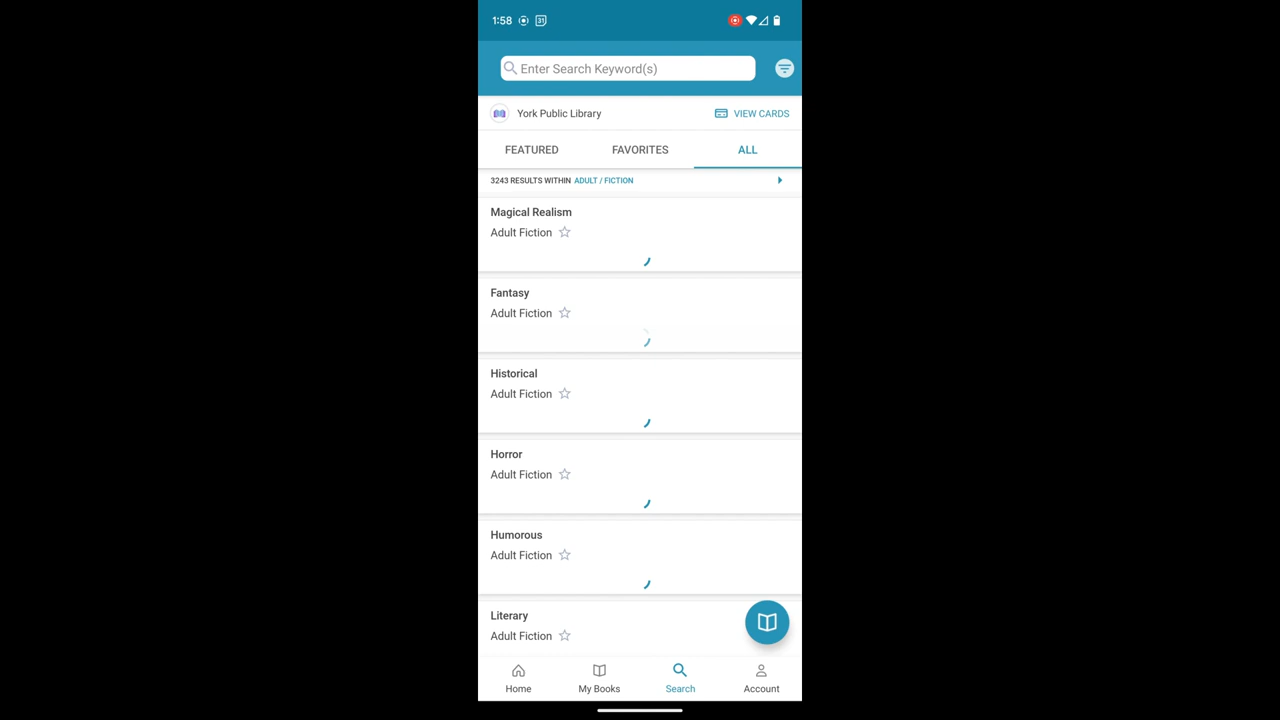 1:58
31
Enter Search Keyword(s)
York Public Library
VIEW CARDS
FEATURED FAVORITES ALL
3243 RESULTS WITHIN ADULT / FICTION
Magical Realism
Adult Fiction
Fantasy
Adult Fiction
Historical
Adult Fiction
Horror
Adult Fiction
Humorous
Adult Fiction
Literary
Adult Fiction
Home My Books Search Account